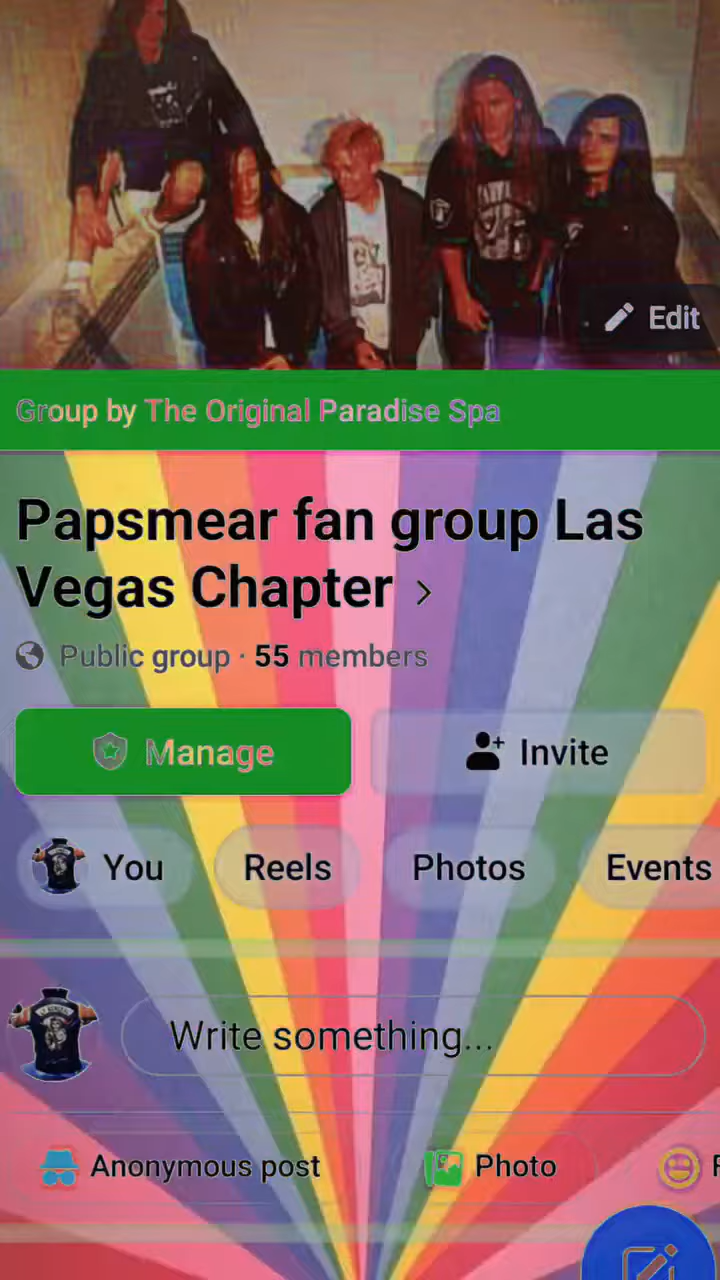 Edit
Group by The Original Paradise Spa
Papsmear fan group Las
Vegas Chapter >
Public group · 55 members
Manage
Invite
You
Reels
Photos
Events
Write something...
Anonymous post
Photo